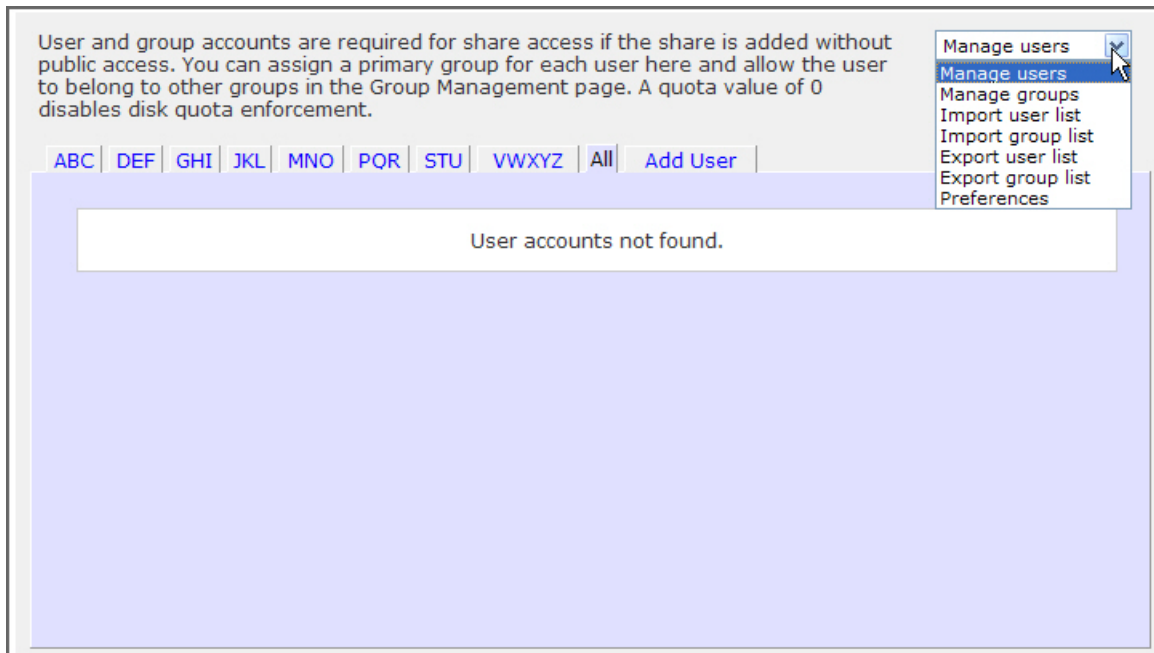 User and group accounts are required for share access if the share is added without
public access. You can assign a primary group for each user here and allow the user
to belong to other groups in the Group Management page. A quota value of 0
disables disk quota enforcement.
Manage users
Manage users
Manage groups
Import user list
Import group list
Export user list
Export group list
Preferences
ABC DEF GHI JKL MNO PQR STU VWXYZ All Add User
User accounts not found.